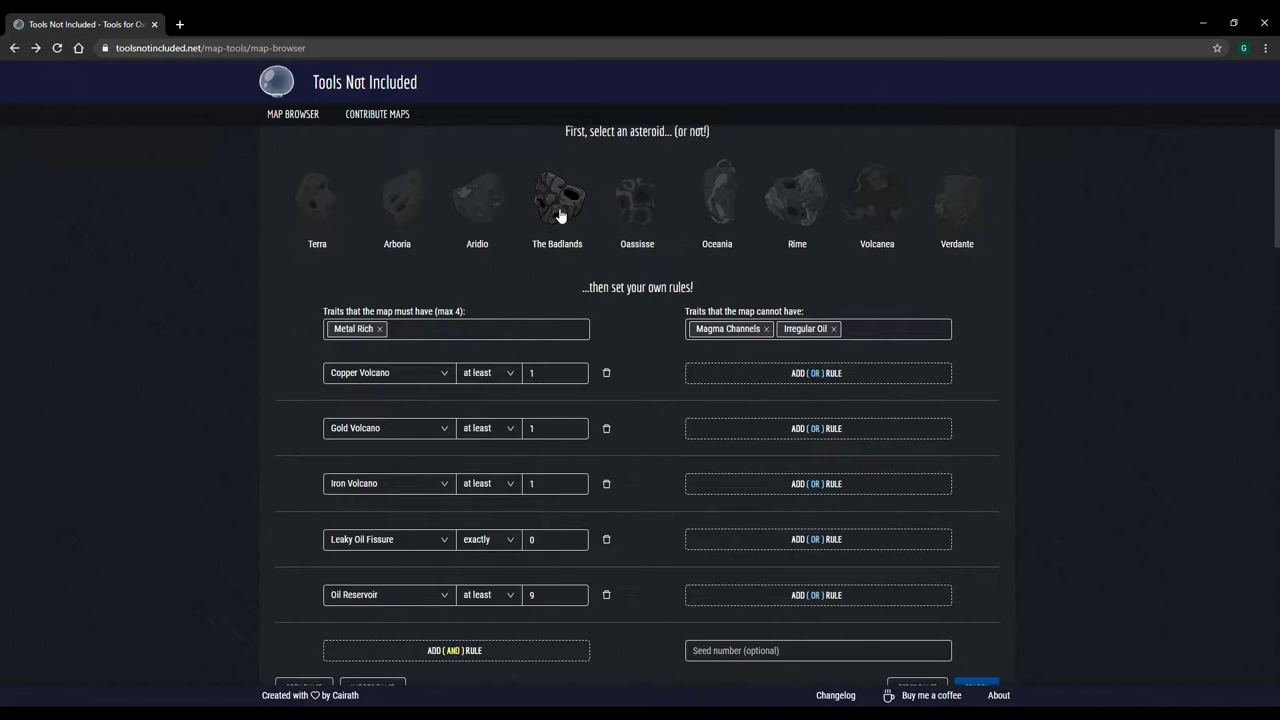 Tools Not Included - Tools for Ox
toolsnotincluded.net/map-tools/map-browser
G
Tools Not Included
MAP BROWSER CONTRIBUTE MAPS
First, select an asteroid... (or not!)
Terra Arboria Aridio The Badlands Oassisse Oceania Rime Volcanea Verdante
...then set your own rules!
Traits that the map must have (max 4): Traits that the map cannot have:
Metal Rich × Magma Channels × Irregular Oil ×
Copper Volcano at least 1 ADD ( OR ) RULE
Gold Volcano at least 1 ADD ( OR ) RULE
Iron Volcano at least 1 ADD ( OR ) RULE
Leaky Oil Fissure exactly 0 ADD ( OR ) RULE
Oil Reservoir at least 9 ADD ( OR ) RULE
ADD ( AND ) RULE Seed number (optional)
Created with ♡ by Cairath Changelog Buy me a coffee About